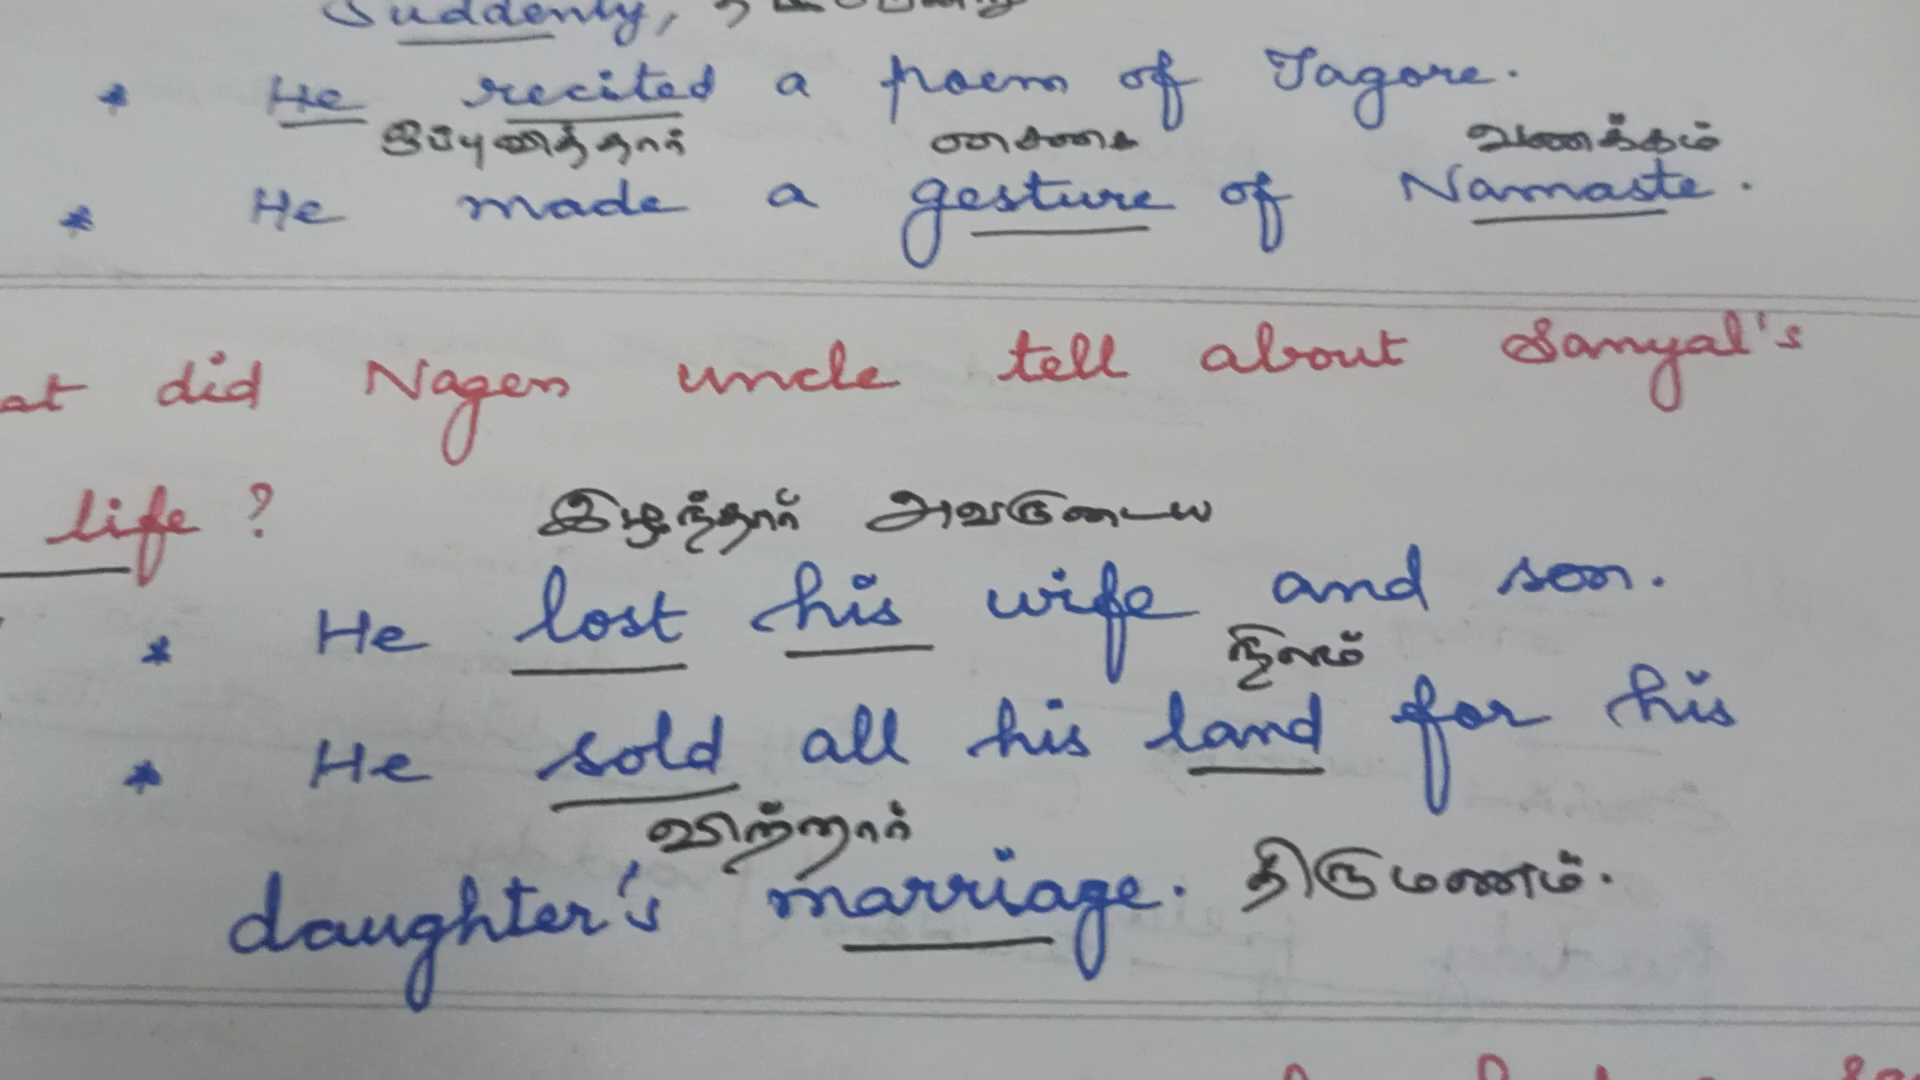 Suddenly,
* He recited a poem of Tagore.
ஒப்புவித்தார் சைகை வணக்கம்
* He made a gesture of Namaste.
at did Nagen uncle tell about Sanyal's
life?
இழந்தார் அவருடைய
* He lost his wife and son.
நிலம்
* He sold all his land for his
விற்றார்
daughter's marriage. திருமணம்.